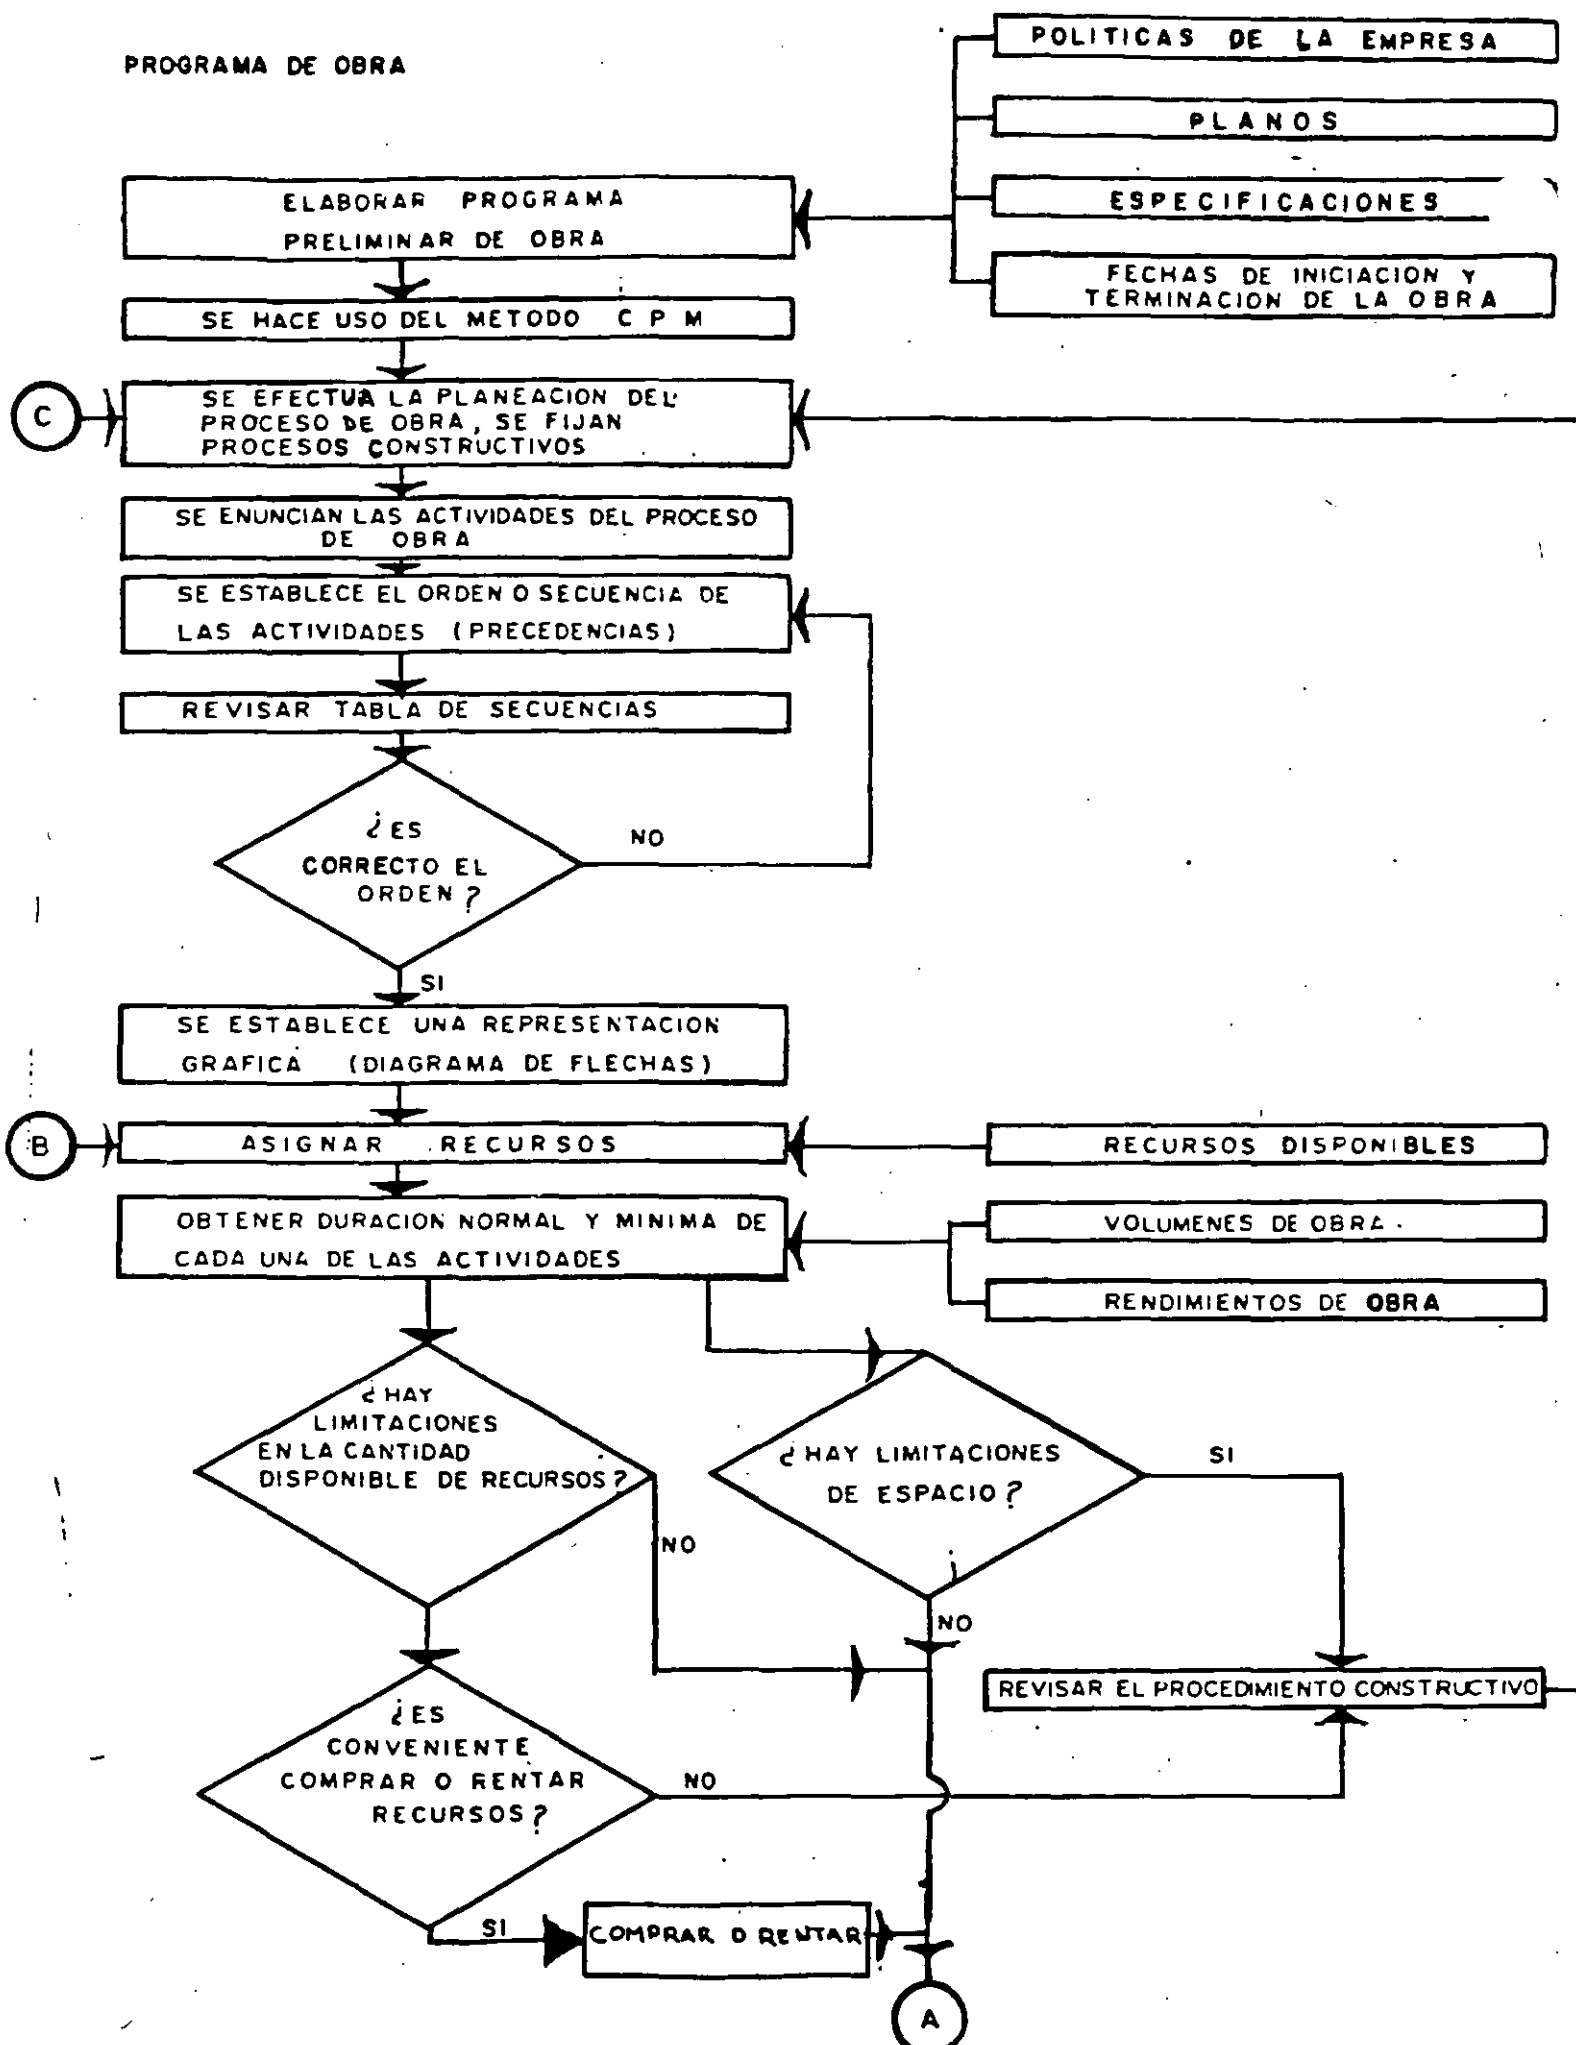 PROGRAMA DE OBRA
POLITICAS DE LA EMPRESA
PLANOS
ESPECIFICACIONES
FECHAS DE INICIACION Y
TERMINACION DE LA OBRA
ELABORAR PROGRAMA
PRELIMINAR DE OBRA
SE HACE USO DEL METODO C P M
C
SE EFECTUA LA PLANEACION DEL
PROCESO DE OBRA, SE FIJAN
PROCESOS CONSTRUCTIVOS
SE ENUNCIAN LAS ACTIVIDADES DEL PROCESO
DE OBRA
SE ESTABLECE EL ORDEN O SECUENCIA DE
LAS ACTIVIDADES (PRECEDENCIAS)
REVISAR TABLA DE SECUENCIAS
¿ES
CORRECTO EL
ORDEN?
NO
SI
SE ESTABLECE UNA REPRESENTACION
GRAFICA (DIAGRAMA DE FLECHAS)
B
ASIGNAR RECURSOS
RECURSOS DISPONIBLES
OBTENER DURACION NORMAL Y MINIMA DE
CADA UNA DE LAS ACTIVIDADES
VOLUMENES DE OBRA.
RENDIMIENTOS DE OBRA
¿HAY
LIMITACIONES
EN LA CANTIDAD
DISPONIBLE DE RECURSOS?
NO
¿HAY LIMITACIONES
DE ESPACIO?
SI
NO
REVISAR EL PROCEDIMIENTO CONSTRUCTIVO
¿ES
CONVENIENTE
COMPRAR O RENTAR
RECURSOS?
NO
SI
COMPRAR O RENTAR
A